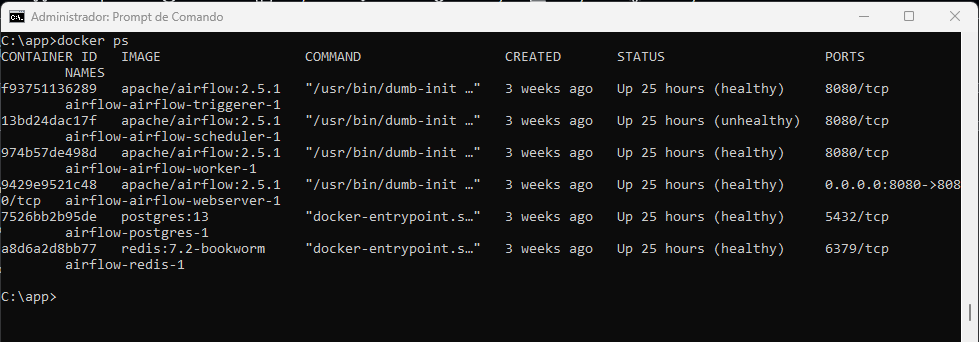 Administrador: Prompt de Comando
C:\app>docker ps
CONTAINER ID   IMAGE                  COMMAND                  CREATED       STATUS                    PORTS
        NAMES
f93751136289   apache/airflow:2.5.1   "/usr/bin/dumb-init …"   3 weeks ago   Up 25 hours (healthy)     8080/tcp
        airflow-airflow-triggerer-1
13bd24dac17f   apache/airflow:2.5.1   "/usr/bin/dumb-init …"   3 weeks ago   Up 25 hours (unhealthy)   8080/tcp
        airflow-airflow-scheduler-1
974b57de498d   apache/airflow:2.5.1   "/usr/bin/dumb-init …"   3 weeks ago   Up 25 hours (healthy)     8080/tcp
        airflow-airflow-worker-1
9429e9521c48   apache/airflow:2.5.1   "/usr/bin/dumb-init …"   3 weeks ago   Up 25 hours (healthy)     0.0.0.0:8080->808
0/tcp   airflow-airflow-webserver-1
7526bb2b95de   postgres:13            "docker-entrypoint.s…"   3 weeks ago   Up 25 hours (healthy)     5432/tcp
        airflow-postgres-1
a8d6a2d8bb77   redis:7.2-bookworm     "docker-entrypoint.s…"   3 weeks ago   Up 25 hours (healthy)     6379/tcp
        airflow-redis-1
C:\app>